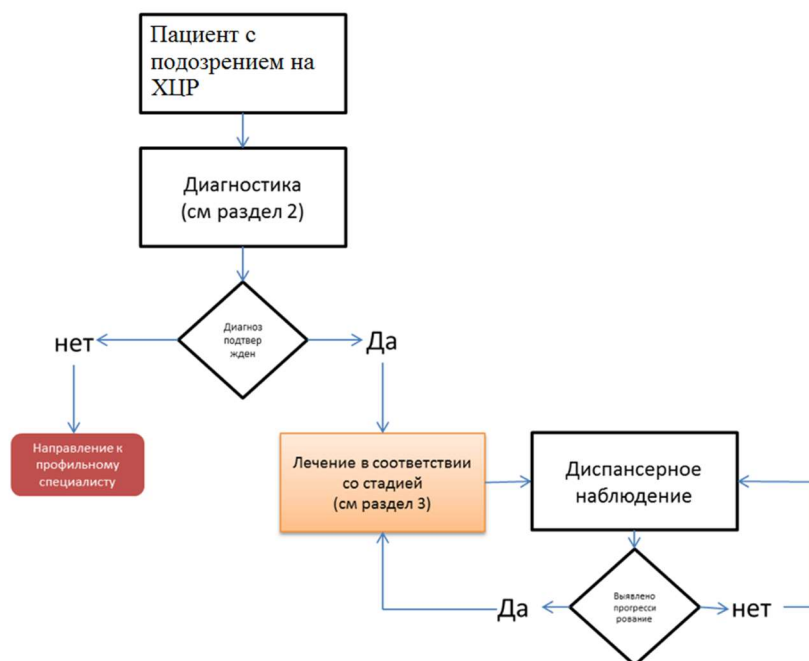 Пациент с
подозрением на
ХЦР
Диагностика
(см раздел 2)
Диагноз
подтвер
жден
нет
Да
Направление к
профильному
специалисту
Лечение в соответствии
со стадией
(см раздел 3)
Диспансерное
наблюдение
Выявлено
прогресси
рование
Да
нет